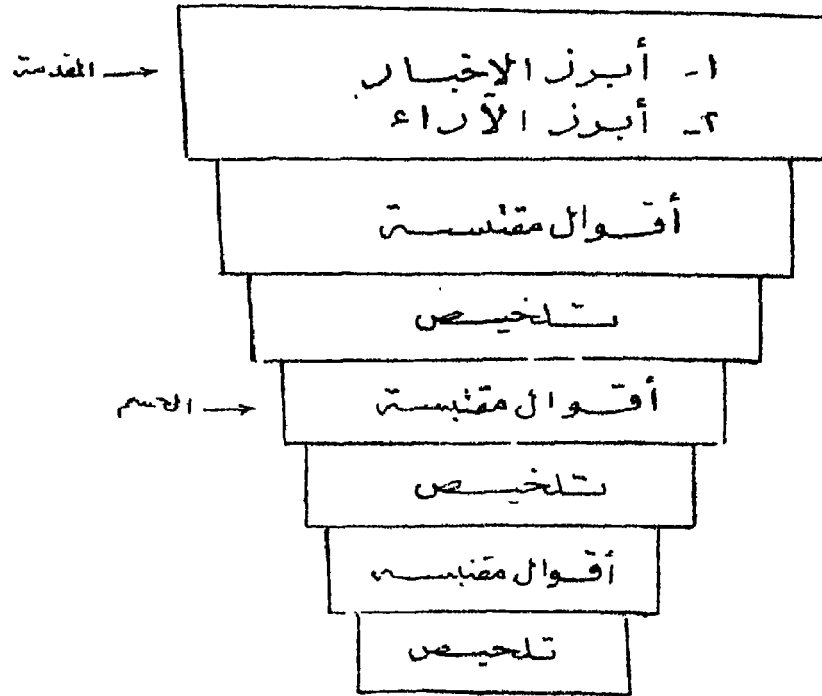 المقدمة
١- أبرز الاخبار
٢- أبرز الآراء
أقوال مقتبسة
تلخيص
الجسم
أقوال مقتبسة
تلخيص
أقوال مقتبسة
تلخيص